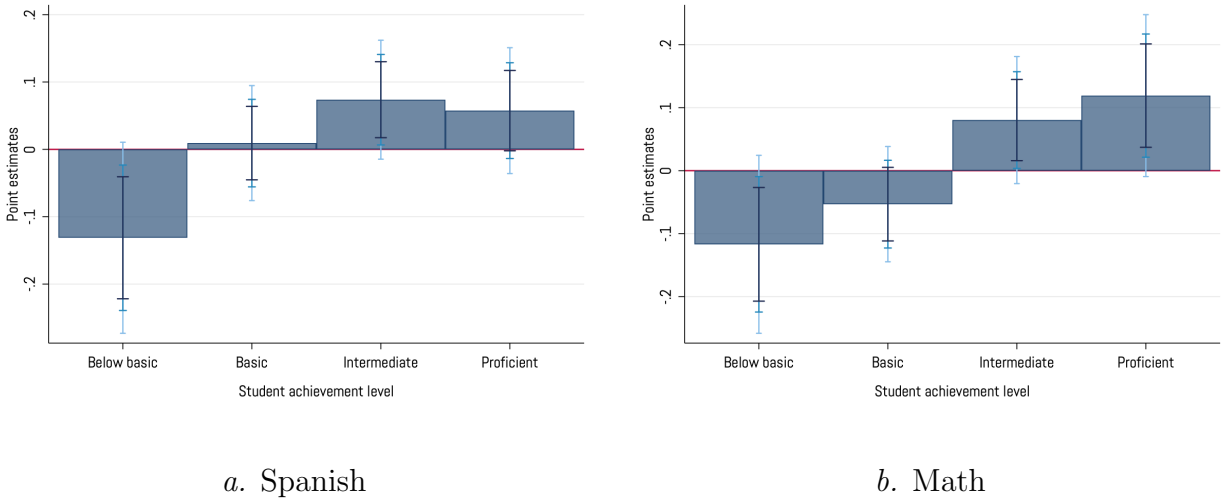 Point estimates
.2
.1
0
-.1
-.2
Below basic
Basic
Intermediate
Proficient
Student achievement level
a. Spanish
Point estimates
.2
.1
0
-.1
-.2
Below basic
Basic
Intermediate
Proficient
Student achievement level
b. Math